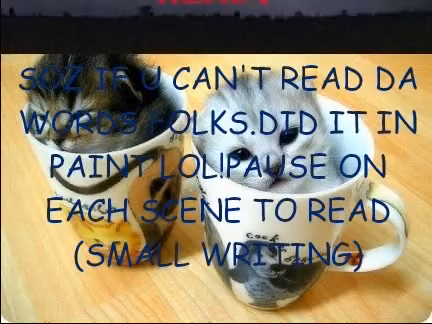 SOZ IF U CAN'T READ DA
WORDS FOLKS.DID IT IN
PAINT LOL!PAUSE ON
EACH SCENE TO READ
(SMALL WRITING)